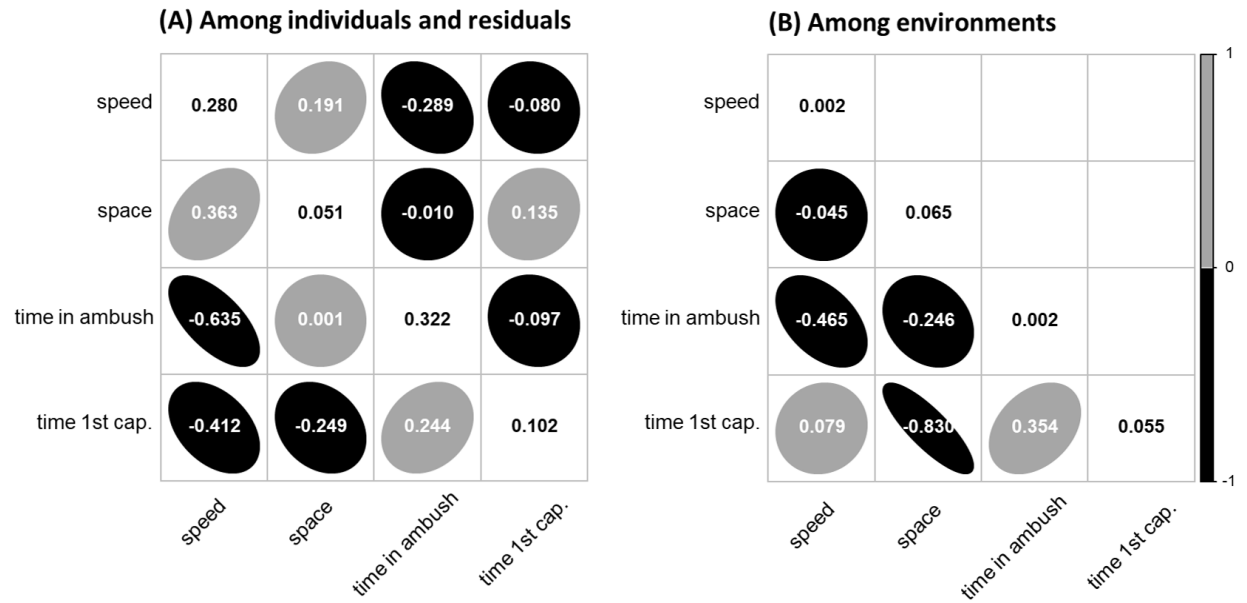 (A) Among individuals and residuals
speed 0.280 0.191 -0.289 -0.080
space 0.363 0.051 -0.010 0.135
time in ambush -0.635 0.001 0.322 -0.097
time 1st cap. -0.412 -0.249 0.244 0.102
speed
space
time in ambush
time 1st cap.
(B) Among environments
speed 0.002
space -0.045 0.065
time in ambush -0.465 -0.246 0.002
time 1st cap. 0.079 -0.830 0.354 0.055
speed
space
time in ambush
time 1st cap.
1
0
-1